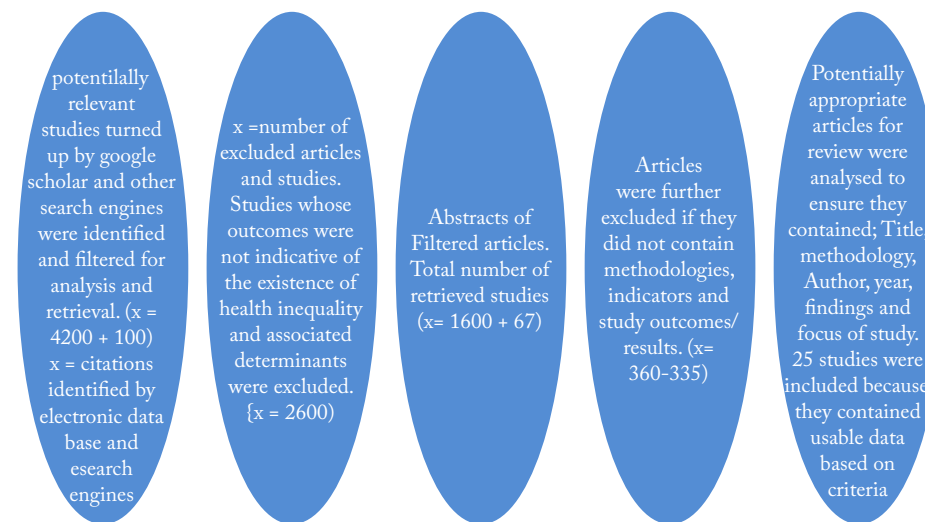 potentilally
relevant
studies turned
up by google
scholar and other
search engines
were identified
and filtered for
analysis and
retrieval. (x =
4200 + 100)
x = citations
identified by
electronic data
base and
esearch
engines
x =number of
excluded articles
and studies.
Studies whose
outcomes were
not indicative of
the existence of
health inequality
and associated
determinants
were excluded.
{x = 2600)
Abstracts of
Filtered articles.
Total number of
retrieved studies
(x= 1600 + 67)
Articles
were further
excluded if they
did not contain
methodologies,
indicators and
study outcomes/
results. (x=
360-335)
Potentially
appropriate
articles for
review were
analysed to
ensure they
contained; Title,
methodology,
Author, year,
findings and
focus of study.
25 studies were
included because
they contained
usable data
based on
criteria